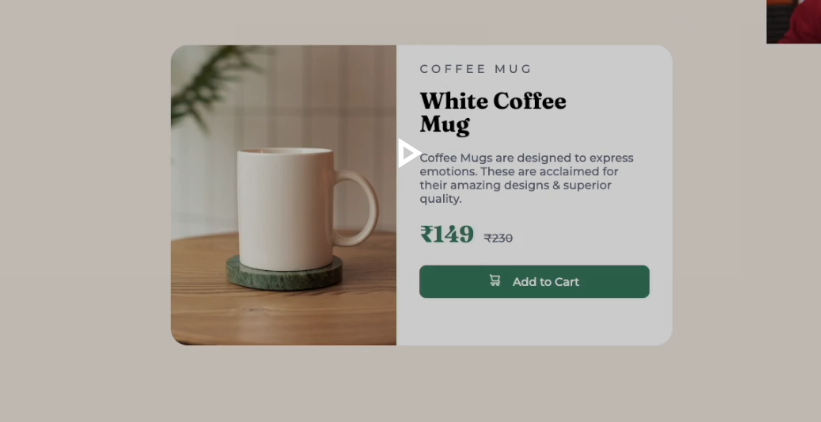 COFFEE MUG
White Coffee
Mug
Coffee Mugs are designed to express
emotions. These are acclaimed for
their amazing designs & superior
quality.
₹149 ₹230
Add to Cart